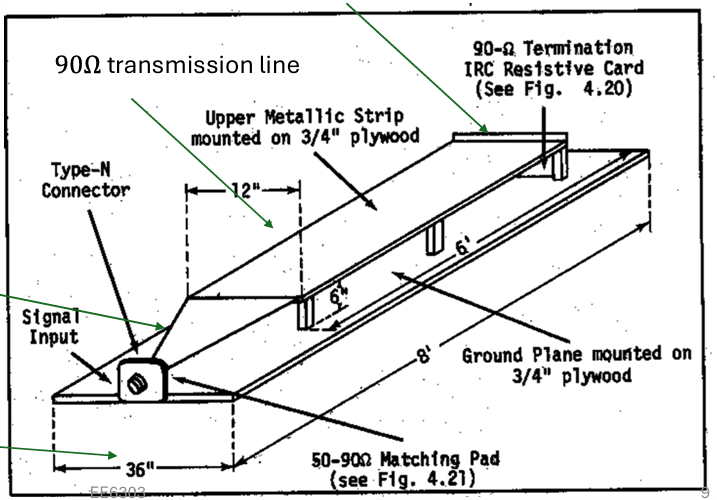 90Ω transmission line
90-Ω Termination
IRC Resistive Card
(See Fig. 4.20)
Upper Metallic Strip
mounted on 3/4" plywood
Type-N
Connector
12"
6'
6"
Signal
Input
8'
Ground Plane mounted on
3/4" plywood
50-90Ω Matching Pad
(see Fig. 4.21)
36"
EE6303
9